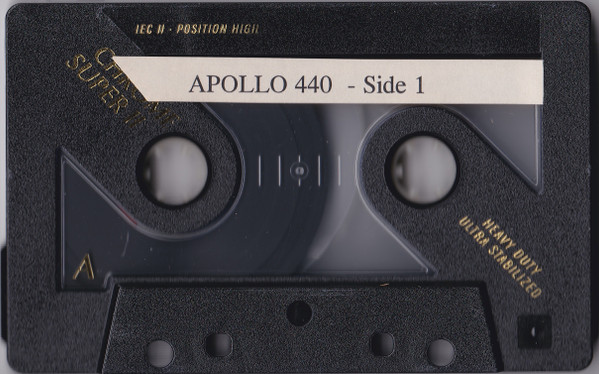 IEC II · POSITION HIGH
SUPER II
APOLLO 440 - Side 1
HEAVY DUTY
ULTRA STABILIZED
A